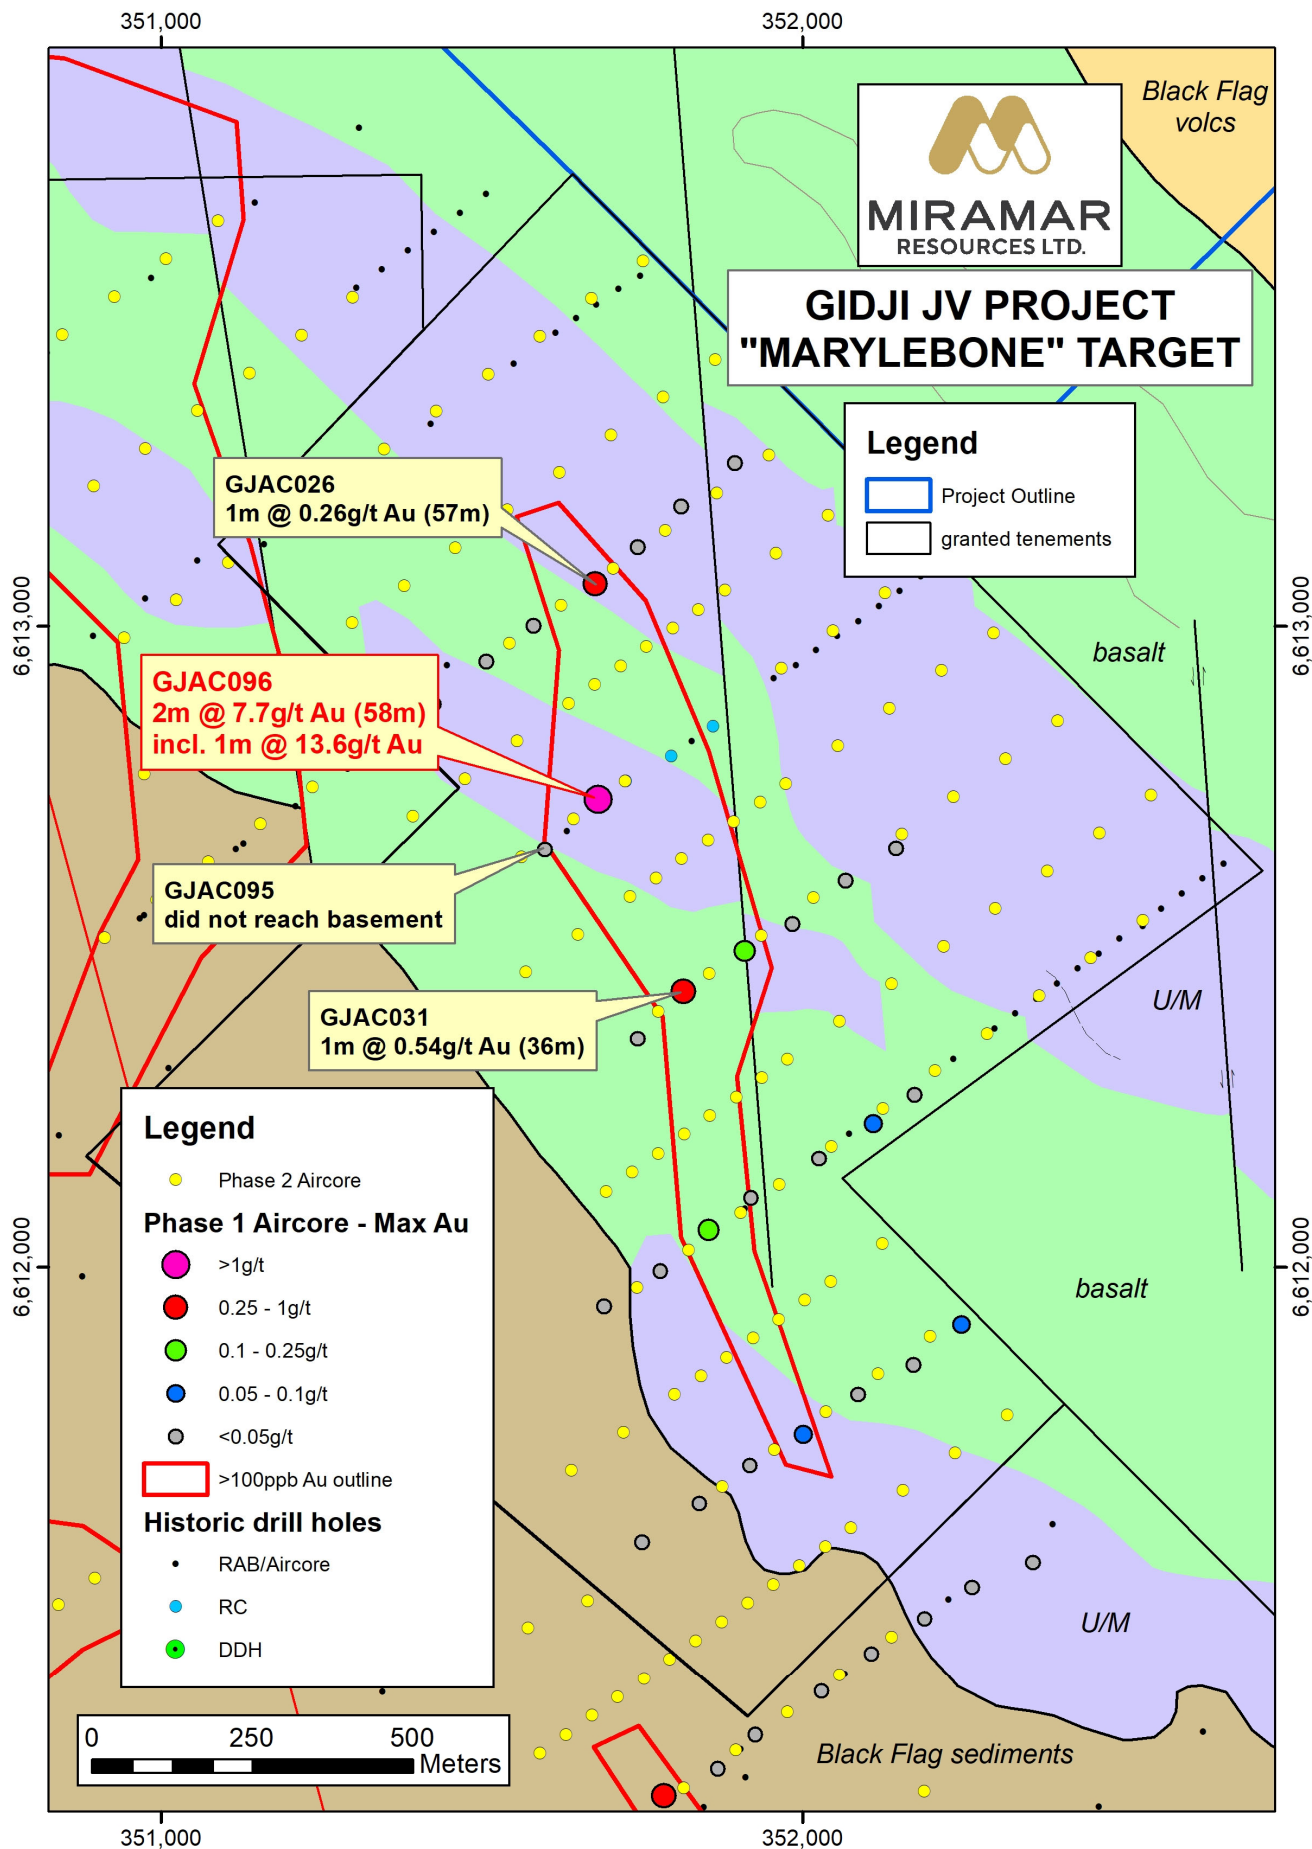 351,000
352,000
Black Flag
volcs
MIRAMAR
RESOURCES LTD.
GIDJI JV PROJECT
"MARYLEBONE" TARGET
Legend
Project Outline
granted tenements
GJAC026
1m @ 0.26g/t Au (57m)
6,613,000
6,613,000
basalt
GJAC096
2m @ 7.7g/t Au (58m)
incl. 1m @ 13.6g/t Au
GJAC095
did not reach basement
U/M
GJAC031
1m @ 0.54g/t Au (36m)
Legend
Phase 2 Aircore
Phase 1 Aircore - Max Au
>1g/t
0.25 - 1g/t
0.1 - 0.25g/t
0.05 - 0.1g/t
<0.05g/t
>100ppb Au outline
Historic drill holes
RAB/Aircore
RC
DDH
6,612,000
6,612,000
basalt
U/M
Black Flag sediments
0 250 500
Meters
351,000
352,000